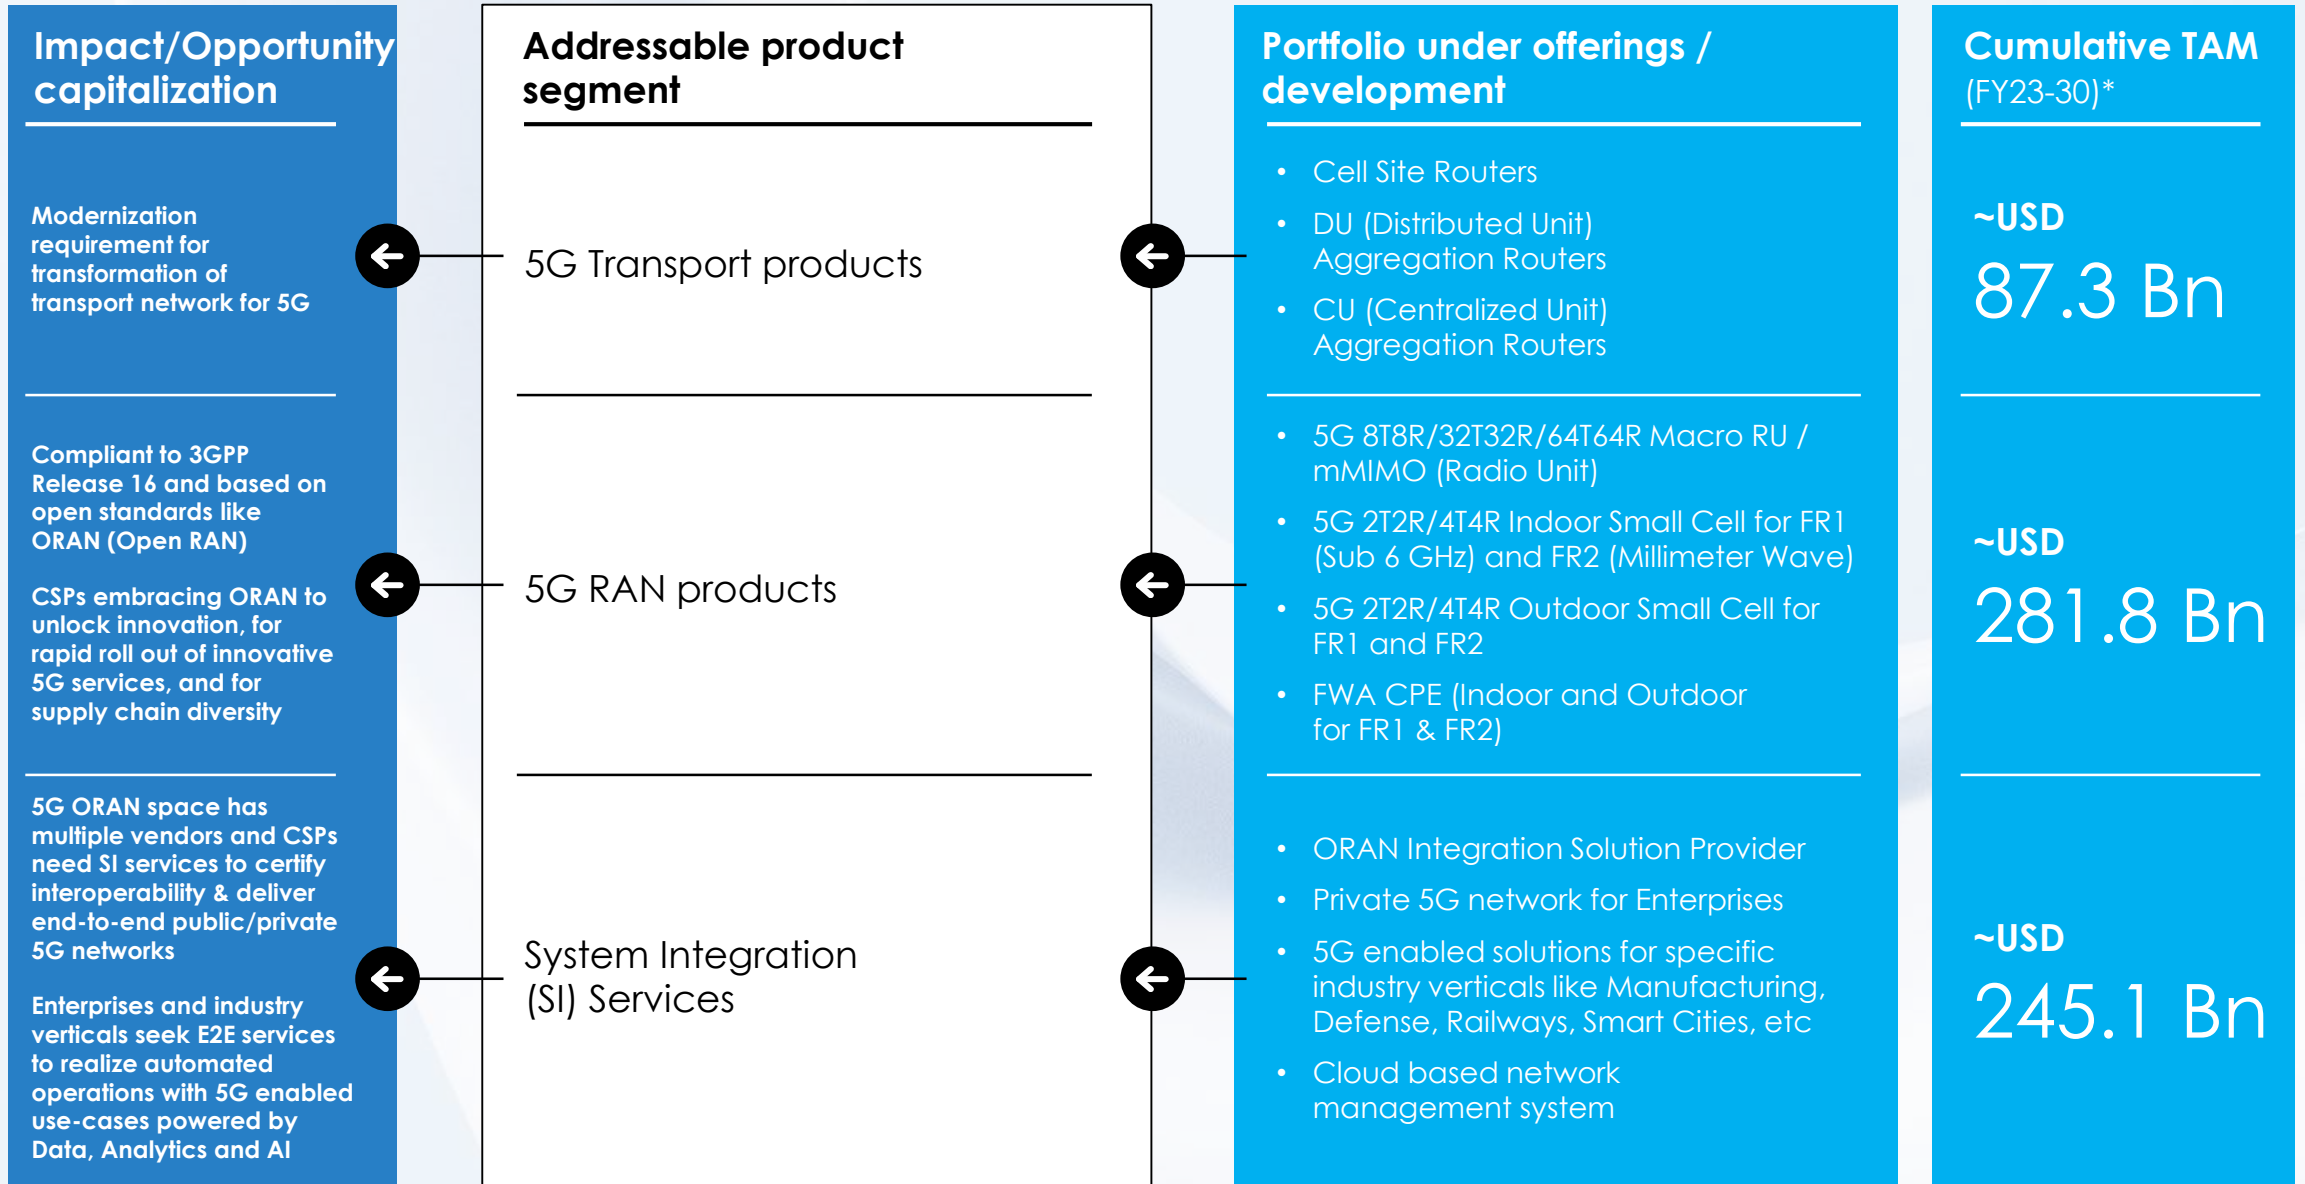 Impact/Opportunity
capitalization
Modernization
requirement for
transformation of
transport network for 5G
Compliant to 3GPP
Release 16 and based on
open standards like
ORAN (Open RAN)
CSPs embracing ORAN to
unlock innovation, for
rapid roll out of innovative
5G services, and for
supply chain diversity
5G ORAN space has
multiple vendors and CSPs
need SI services to certify
interoperability & deliver
end-to-end public/private
5G networks
Enterprises and industry
verticals seek E2E services
to realize automated
operations with 5G enabled
use-cases powered by
Data, Analytics and AI
Addressable product
segment
5G Transport products
5G RAN products
System Integration
(SI) Services
Portfolio under offerings /
development
• Cell Site Routers
• DU (Distributed Unit)
Aggregation Routers
• CU (Centralized Unit)
Aggregation Routers
• 5G 8T8R/32T32R/64T64R Macro RU /
mMIMO (Radio Unit)
• 5G 2T2R/4T4R Indoor Small Cell for FR1
(Sub 6 GHz) and FR2 (Millimeter Wave)
• 5G 2T2R/4T4R Outdoor Small Cell for
FR1 and FR2
• FWA CPE (Indoor and Outdoor
for FR1 & FR2)
• ORAN Integration Solution Provider
• Private 5G network for Enterprises
• 5G enabled solutions for specific
industry verticals like Manufacturing,
Defense, Railways, Smart Cities, etc
• Cloud based network
management system
Cumulative TAM
(FY23-30)*
~USD
87.3 Bn
~USD
281.8 Bn
~USD
245.1 Bn